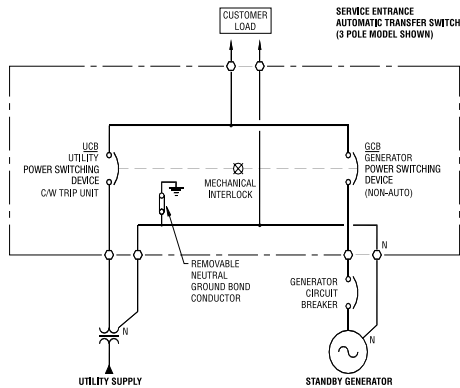 CUSTOMER
LOAD
SERVICE ENTRANCE
AUTOMATIC TRANSFER SWITCH
(3 POLE MODEL SHOWN)
UCB
UTILITY
POWER SWITCHING
DEVICE
C/W TRIP UNIT
MECHANICAL
INTERLOCK
GCB
GENERATOR
POWER SWITCHING
DEVICE
(NON-AUTO)
N
REMOVABLE
NEUTRAL
GROUND BOND
CONDUCTOR
GENERATOR
CIRCUIT
BREAKER
N
N
UTILITY SUPPLY
STANDBY GENERATOR